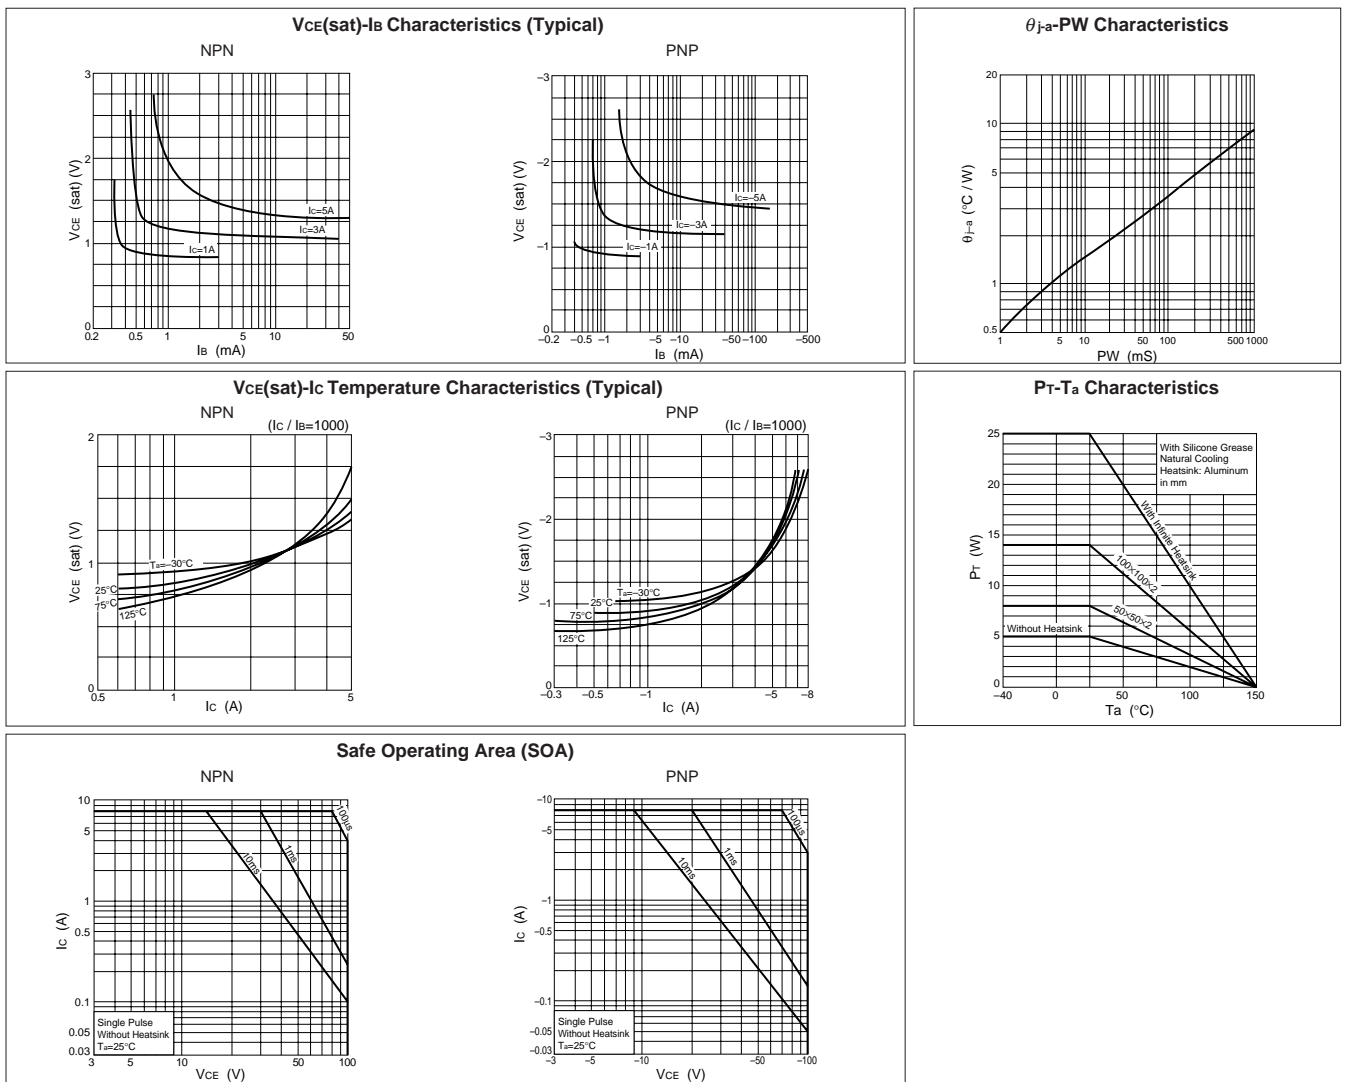 VCE(sat)-IB Characteristics (Typical)
NPN
3
2
1
0
0.2
0.5
1
5
10
50
VCE (sat) (V)
IB (mA)
IC=5A
IC=3A
IC=1A
PNP
–3
–2
–1
0
–0.2
–0.5
–1
–5
–10
–50
–100
–500
VCE (sat) (V)
IB (mA)
IC=–5A
IC=–3A
IC=–1A
θj-a-PW Characteristics
20
10
5
1
0.5
1
5
10
50
100
500
1000
θj–a (°C / W)
PW (mS)
VCE(sat)-IC Temperature Characteristics (Typical)
NPN
(IC / IB=1000)
2
1
0
0.5
1
5
VCE (sat) (V)
IC (A)
Ta=–30°C
25°C
75°C
125°C
PNP
(IC / IB=1000)
–3
–2
–1
0
–0.3
–0.5
–1
–5
–8
VCE (sat) (V)
IC (A)
Ta=–30°C
25°C
75°C
125°C
PT-Ta Characteristics
25
20
15
10
5
0
–40
0
50
100
150
PT (W)
Ta (°C)
With Silicone Grease
Natural Cooling
Heatsink: Aluminum
in mm
With Infinite Heatsink
100×100×2
50×50×2
Without Heatsink
Safe Operating Area (SOA)
NPN
10
5
1
0.5
0.1
0.05
0.03
3
5
10
50
100
IC (A)
VCE (V)
100µs
1ms
10ms
Single Pulse
Without Heatsink
Ta=25°C
PNP
–10
–5
–1
–0.5
–0.1
–0.05
–0.03
–3
–5
–10
–50
–100
IC (A)
VCE (V)
100µs
1ms
10ms
Single Pulse
Without Heatsink
Ta=25°C